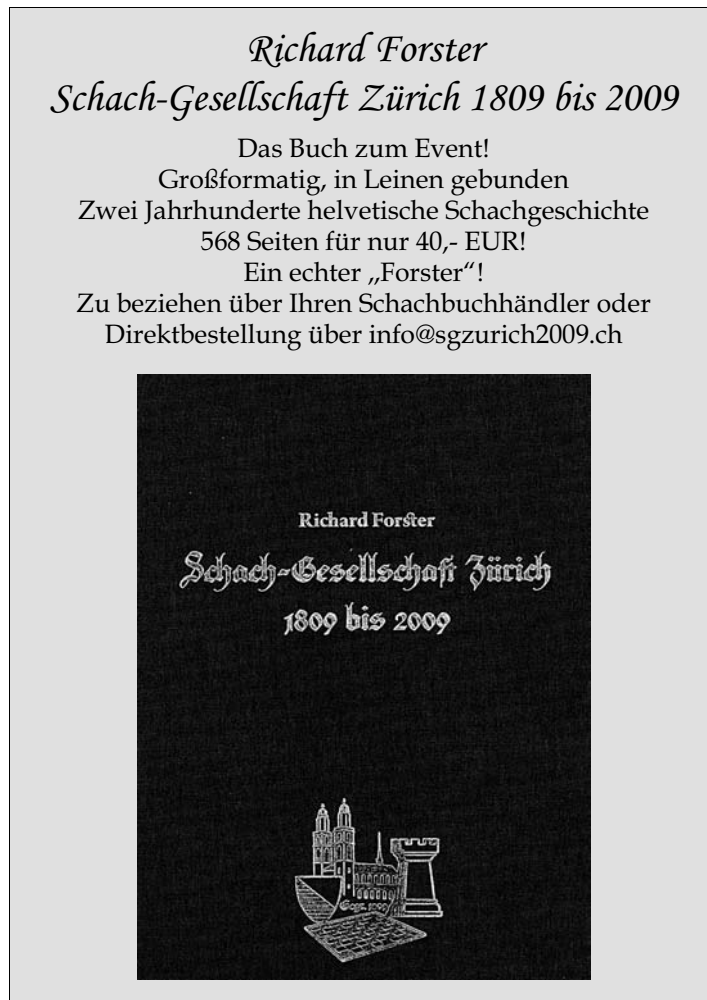 Richard Forster
Schach-Gesellschaft Zürich 1809 bis 2009
Das Buch zum Event!
Großformatig, in Leinen gebunden
Zwei Jahrhunderte helvetische Schachgeschichte
568 Seiten für nur 40,- EUR!
Ein echter „Forster“!
Zu beziehen über Ihren Schachbuchhändler oder
Direktbestellung über info@sgzurich2009.ch
Richard Forster
Schach-Gesellschaft Zürich
1809 bis 2009
Gegr. 1809